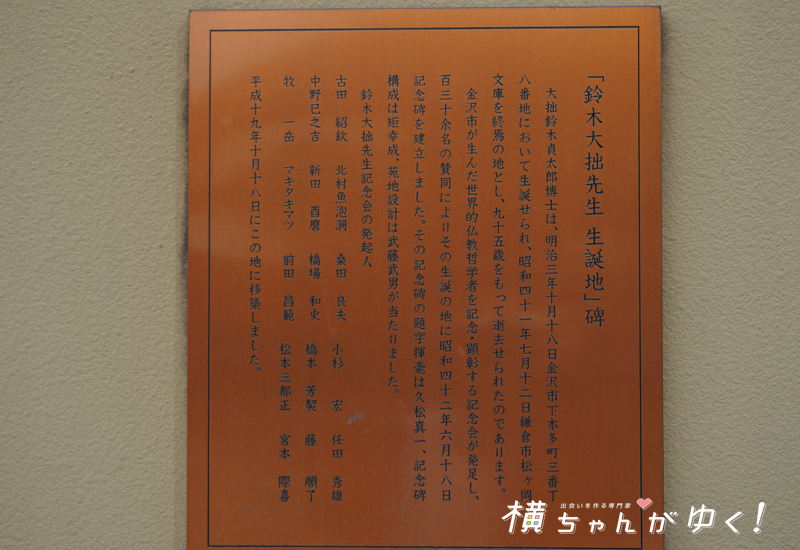 「鈴木大拙先生 生誕地」碑
大拙鈴木貞太郎博士は、明治三年十月十八日金沢市下本多町三番丁
八番地において生誕せられ、昭和四十一年七月十二日鎌倉市松ヶ岡
文庫を終焉の地とし、九十五歳をもって逝去せられたのであります。
金沢市が生んだ世界的仏教哲学者を記念・顕彰する記念会が発足し、
百三十余名の賛同によりその生誕の地に昭和四十二年六月十八日
記念碑を建立しました。その記念碑の題字揮毫は久松真一、記念碑
構成は矩幸成、苑地設計は武藤武男が当たりました。
鈴木大拙先生記念会の発起人
古田 紹欽 北村魚泡洞 桑田 良夫 小杉 宏 任田 秀雄
中野巳之吉 新田 酉麿 橋場 和史 橋本 芳契 藤 順了
牧 一岳 マキタキマツ 前田 昌範 松本三都正 宮本 際喜
平成十九年十月十八日にこの地に移築しました。
出会いを作る専門家
横ちゃんがゆく!